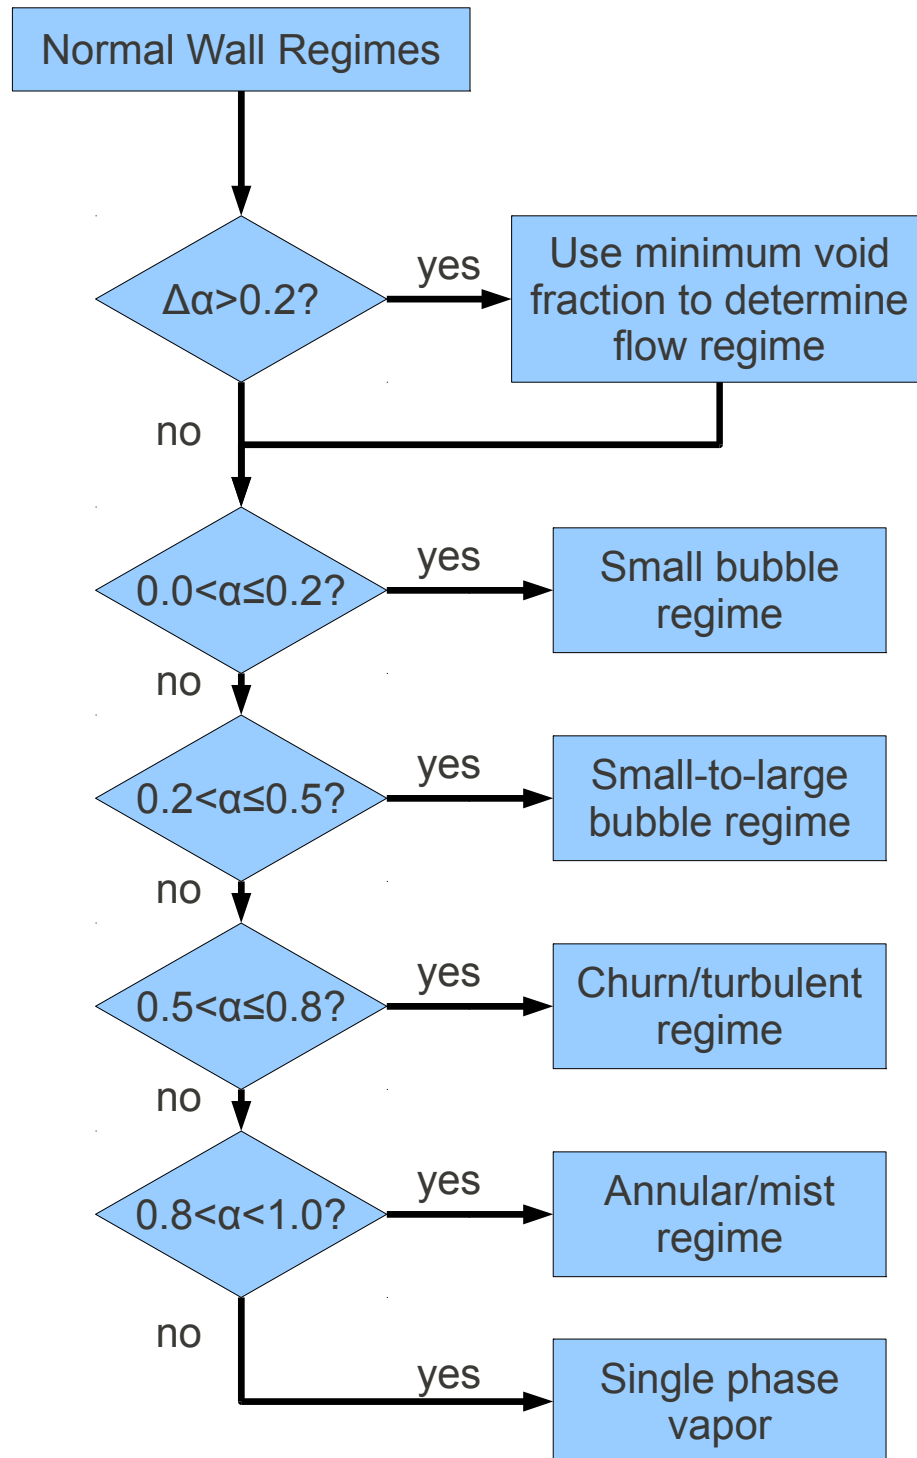 Normal Wall Regimes
Δα>0.2?
yes
Use minimum void
fraction to determine
flow regime
no
0.0<α≤0.2?
yes
Small bubble
regime
no
0.2<α≤0.5?
yes
Small-to-large
bubble regime
no
0.5<α≤0.8?
yes
Churn/turbulent
regime
no
0.8<α<1.0?
yes
Annular/mist
regime
no
yes
Single phase
vapor